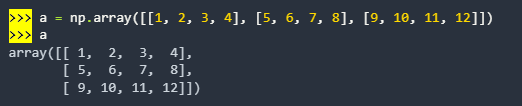 >>> a = np.array([[1, 2, 3, 4], [5, 6, 7, 8], [9, 10, 11, 12]])
>>> a
array([[ 1,  2,  3,  4],
       [ 5,  6,  7,  8],
       [ 9, 10, 11, 12]])